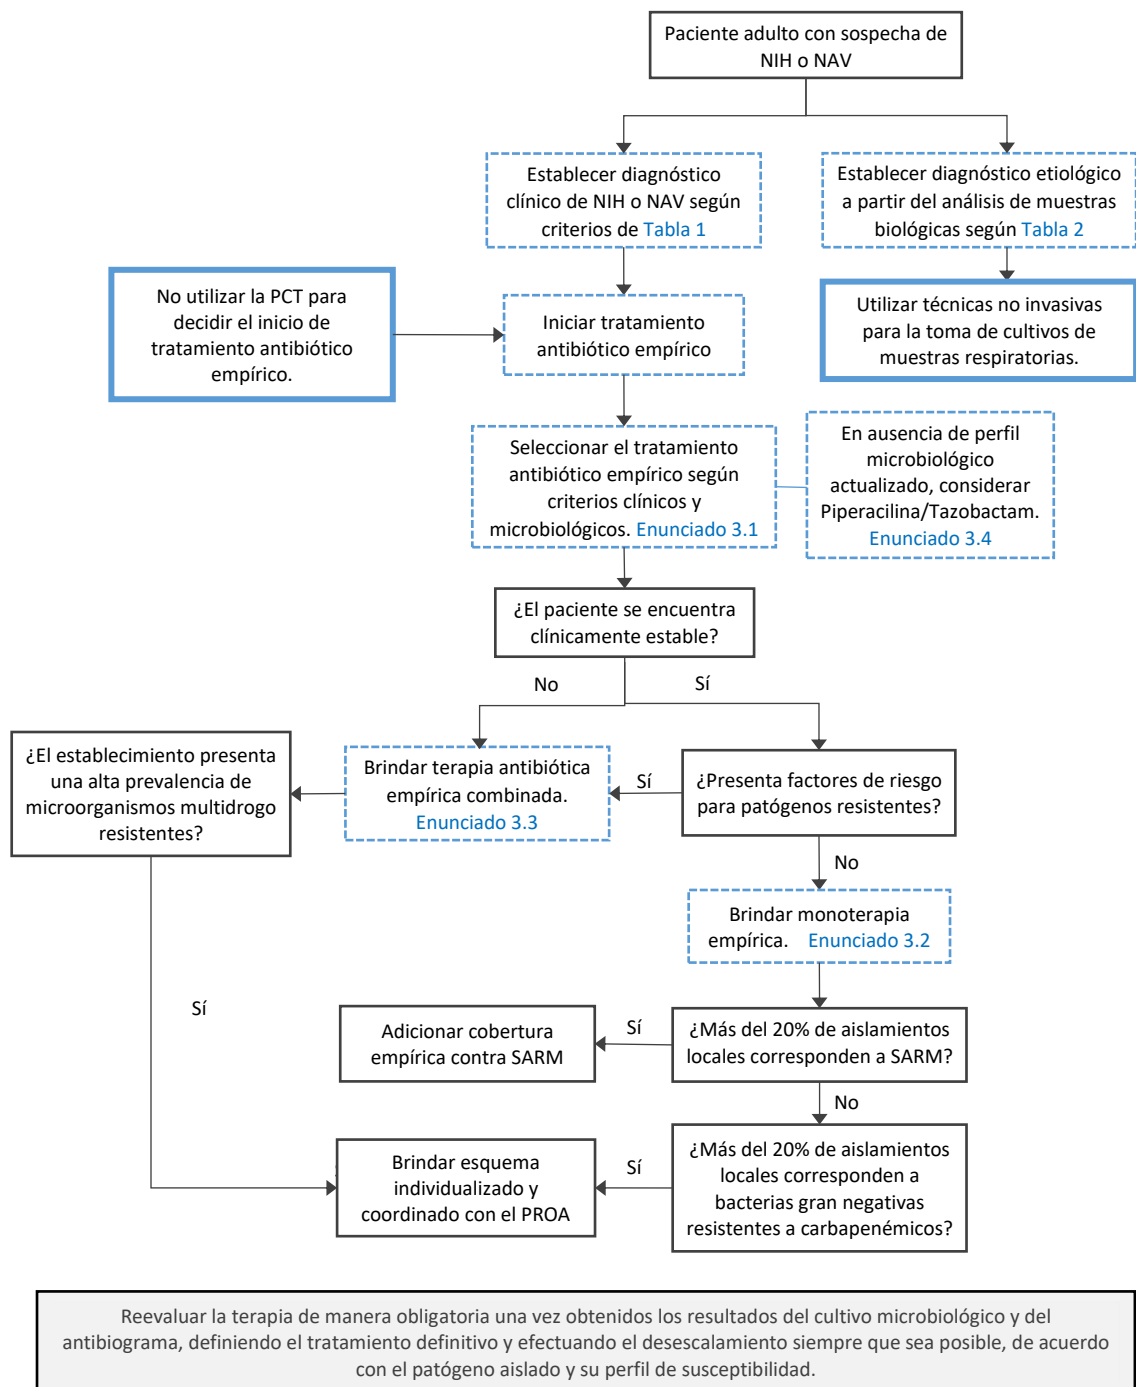 Paciente adulto con sospecha de
NIH o NAV
Establecer diagnóstico
clínico de NIH o NAV según
criterios de Tabla 1
Establecer diagnóstico etiológico
a partir del análisis de muestras
biológicas según Tabla 2
No utilizar la PCT para
decidir el inicio de
tratamiento antibiótico
empírico.
Iniciar tratamiento
antibiótico empírico
Utilizar técnicas no invasivas
para la toma de cultivos de
muestras respiratorias.
Seleccionar el tratamiento
antibiótico empírico según
criterios clínicos y
microbiológicos. Enunciado 3.1
En ausencia de perfil
microbiológico
actualizado, considerar
Piperacilina/Tazobactam.
Enunciado 3.4
¿El paciente se encuentra
clínicamente estable?
No
Sí
¿El establecimiento presenta
una alta prevalencia de
microorganismos multidrogo
resistentes?
Brindar terapia antibiótica
empírica combinada.
Enunciado 3.3
Sí
¿Presenta factores de riesgo
para patógenos resistentes?
No
Brindar monoterapia
empírica. Enunciado 3.2
Sí
Adicionar cobertura
empírica contra SARM
Sí
¿Más del 20% de aislamientos
locales corresponden a SARM?
No
Brindar esquema
individualizado y
coordinado con el PROA
Sí
¿Más del 20% de aislamientos
locales corresponden a
bacterias gran negativas
resistentes a carbapenémicos?
Reevaluar la terapia de manera obligatoria una vez obtenidos los resultados del cultivo microbiológico y del
antibiograma, definiendo el tratamiento definitivo y efectuando el desescalamiento siempre que sea posible, de acuerdo
con el patógeno aislado y su perfil de susceptibilidad.